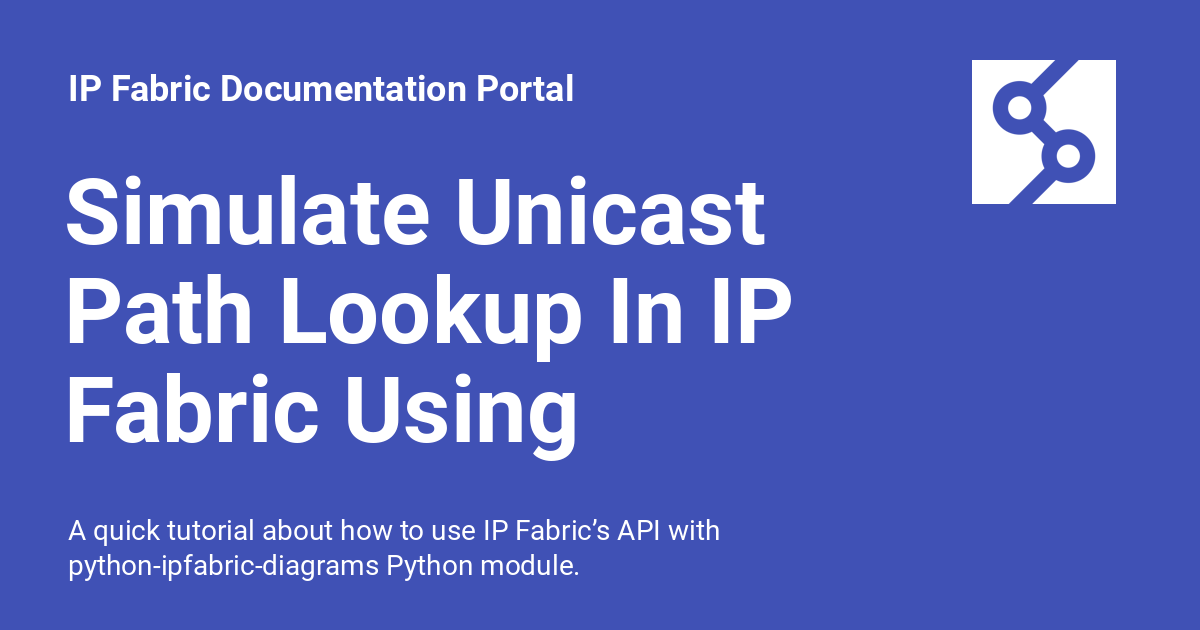 IP Fabric Documentation Portal
Simulate Unicast
Path Lookup In IP
Fabric Using
A quick tutorial about how to use IP Fabric’s API with
python-ipfabric-diagrams Python module.